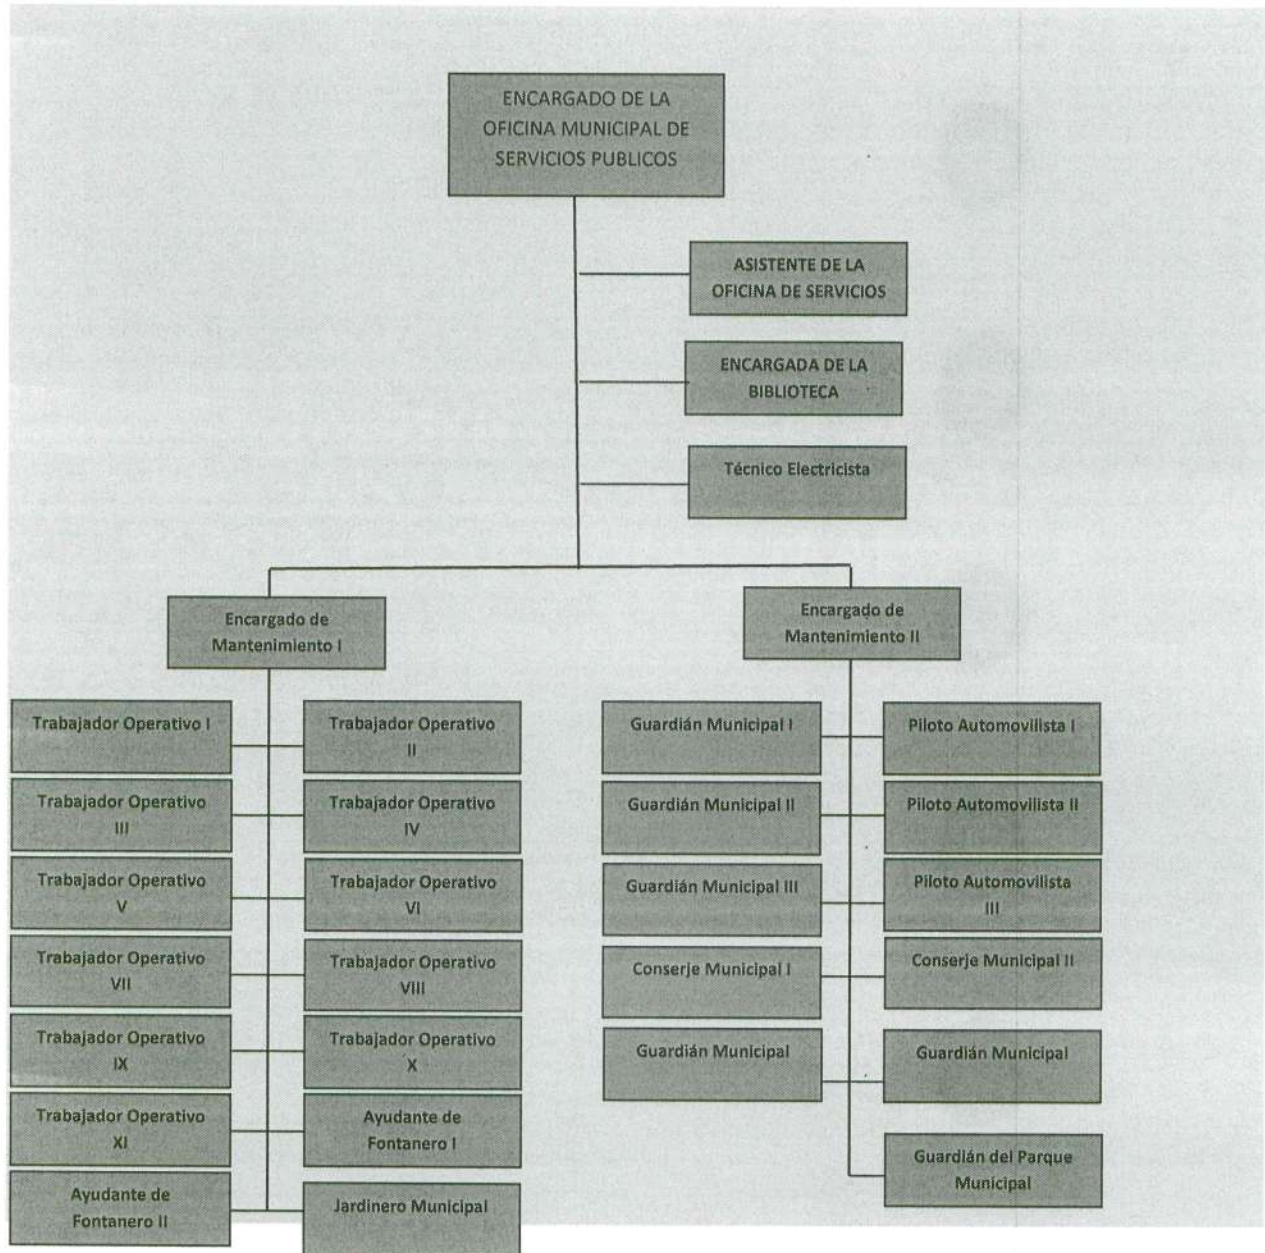 ENCARGADO DE LA
OFICINA MUNICIPAL DE
SERVICIOS PUBLICOS
ASISTENTE DE LA
OFICINA DE SERVICIOS
ENCARGADA DE LA
BIBLIOTECA
Técnico Electricista
Encargado de
Mantenimiento I
Encargado de
Mantenimiento II
Trabajador Operativo I
Trabajador Operativo
II
Trabajador Operativo
III
Trabajador Operativo
IV
Trabajador Operativo
V
Trabajador Operativo
VI
Trabajador Operativo
VII
Trabajador Operativo
VIII
Trabajador Operativo
IX
Trabajador Operativo
X
Trabajador Operativo
XI
Ayudante de
Fontanero I
Ayudante de
Fontanero II
Jardinero Municipal
Guardián Municipal I
Piloto Automovilista I
Guardián Municipal II
Piloto Automovilista II
Guardián Municipal III
Piloto Automovilista
III
Conserje Municipal I
Conserje Municipal II
Guardián Municipal
Guardián Municipal
Guardián del Parque
Municipal